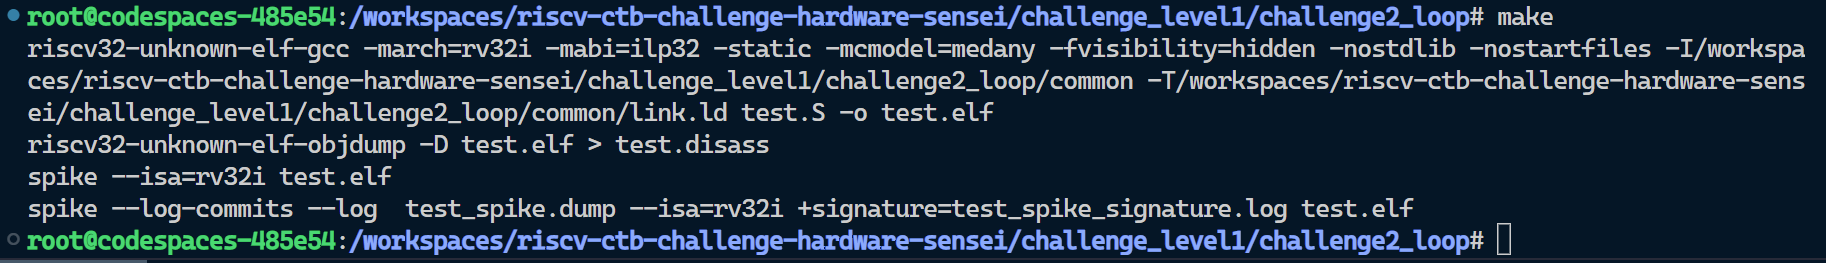 root@codespaces-485e54:/workspaces/riscv-ctb-challenge-hardware-sensei/challenge_level1/challenge2_loop# make
riscv32-unknown-elf-gcc -march=rv32i -mabi=ilp32 -static -mcmodel=medany -fvisibility=hidden -nostdlib -nostartfiles -I/workspa
ces/riscv-ctb-challenge-hardware-sensei/challenge_level1/challenge2_loop/common -T/workspaces/riscv-ctb-challenge-hardware-sens
ei/challenge_level1/challenge2_loop/common/link.ld test.S -o test.elf
riscv32-unknown-elf-objdump -D test.elf > test.disass
spike --isa=rv32i test.elf
spike --log-commits --log  test_spike.dump --isa=rv32i +signature=test_spike_signature.log test.elf
root@codespaces-485e54:/workspaces/riscv-ctb-challenge-hardware-sensei/challenge_level1/challenge2_loop#